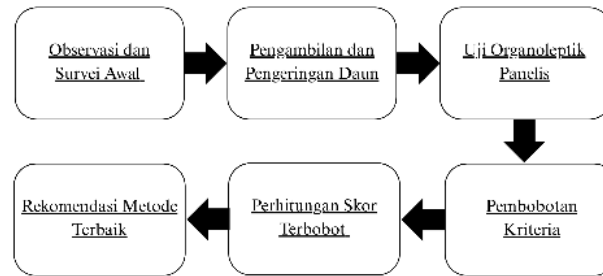 Observasi dan
Survei Awal
Pengambilan dan
Pengeringan Daun
Uji Organoleptik
Panelis
Pembobotan
Kriteria
Perhitungan Skor
Terbobot
Rekomendasi Metode
Terbaik